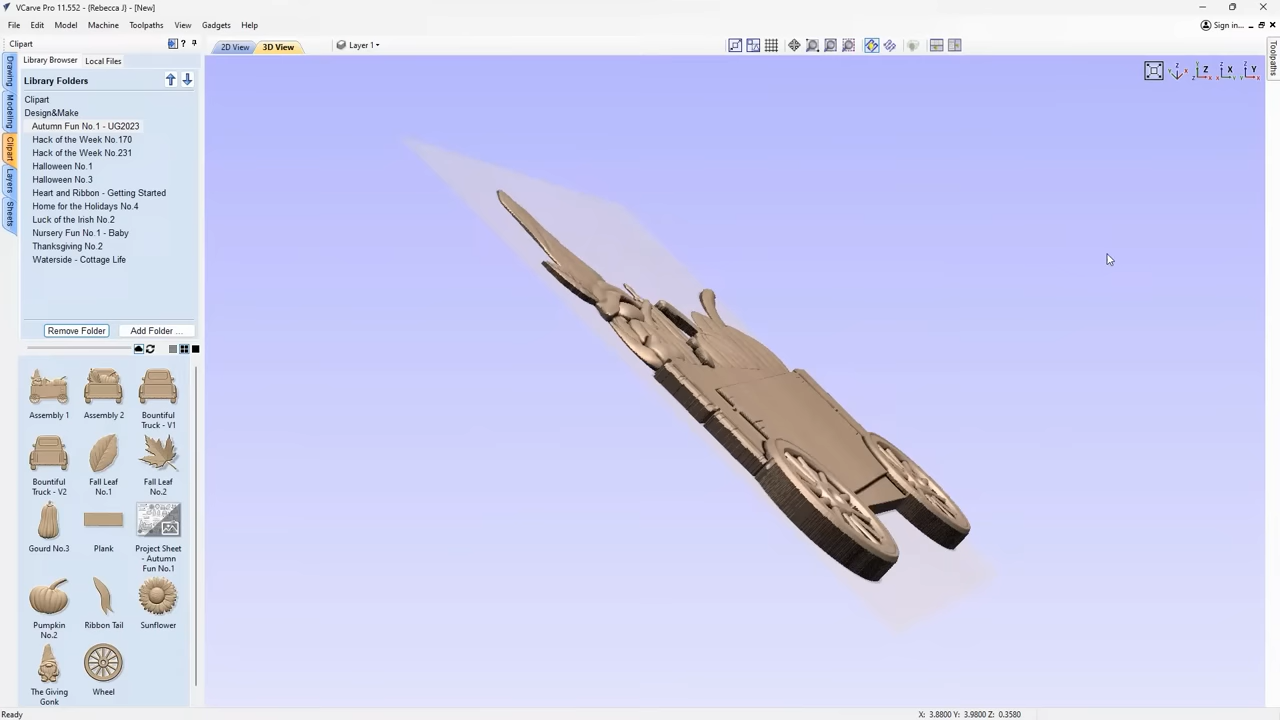 VCarve Pro 11.552 - {Rebecca J} - [New]
File Edit Model Machine Toolpaths View Gadgets Help
Sign in...
Clipart ?
2D View 3D View Layer 1
Library Browser Local Files
Library Folders
Clipart
Design&Make
Autumn Fun No.1 - UG2023
Hack of the Week No.170
Hack of the Week No.231
Halloween No.1
Halloween No.3
Heart and Ribbon - Getting Started
Home for the Holidays No.4
Luck of the Irish No.2
Nursery Fun No.1 - Baby
Thanksgiving No.2
Waterside - Cottage Life
Remove Folder Add Folder ...
Assembly 1 Assembly 2 Bountiful
Truck - V1
Bountiful Fall Leaf Fall Leaf
Truck - V2 No.1 No.2
Gourd No.3 Plank Project Sheet
- Autumn
Fun No.1
Pumpkin Ribbon Tail Sunflower
No.2
The Giving Wheel
Gonk
Drawing
Modeling
Clipart
Layers
Sheets
Toolpaths
Z X Y
Ready
X: 3.8800 Y: 3.9800 Z: 0.3580